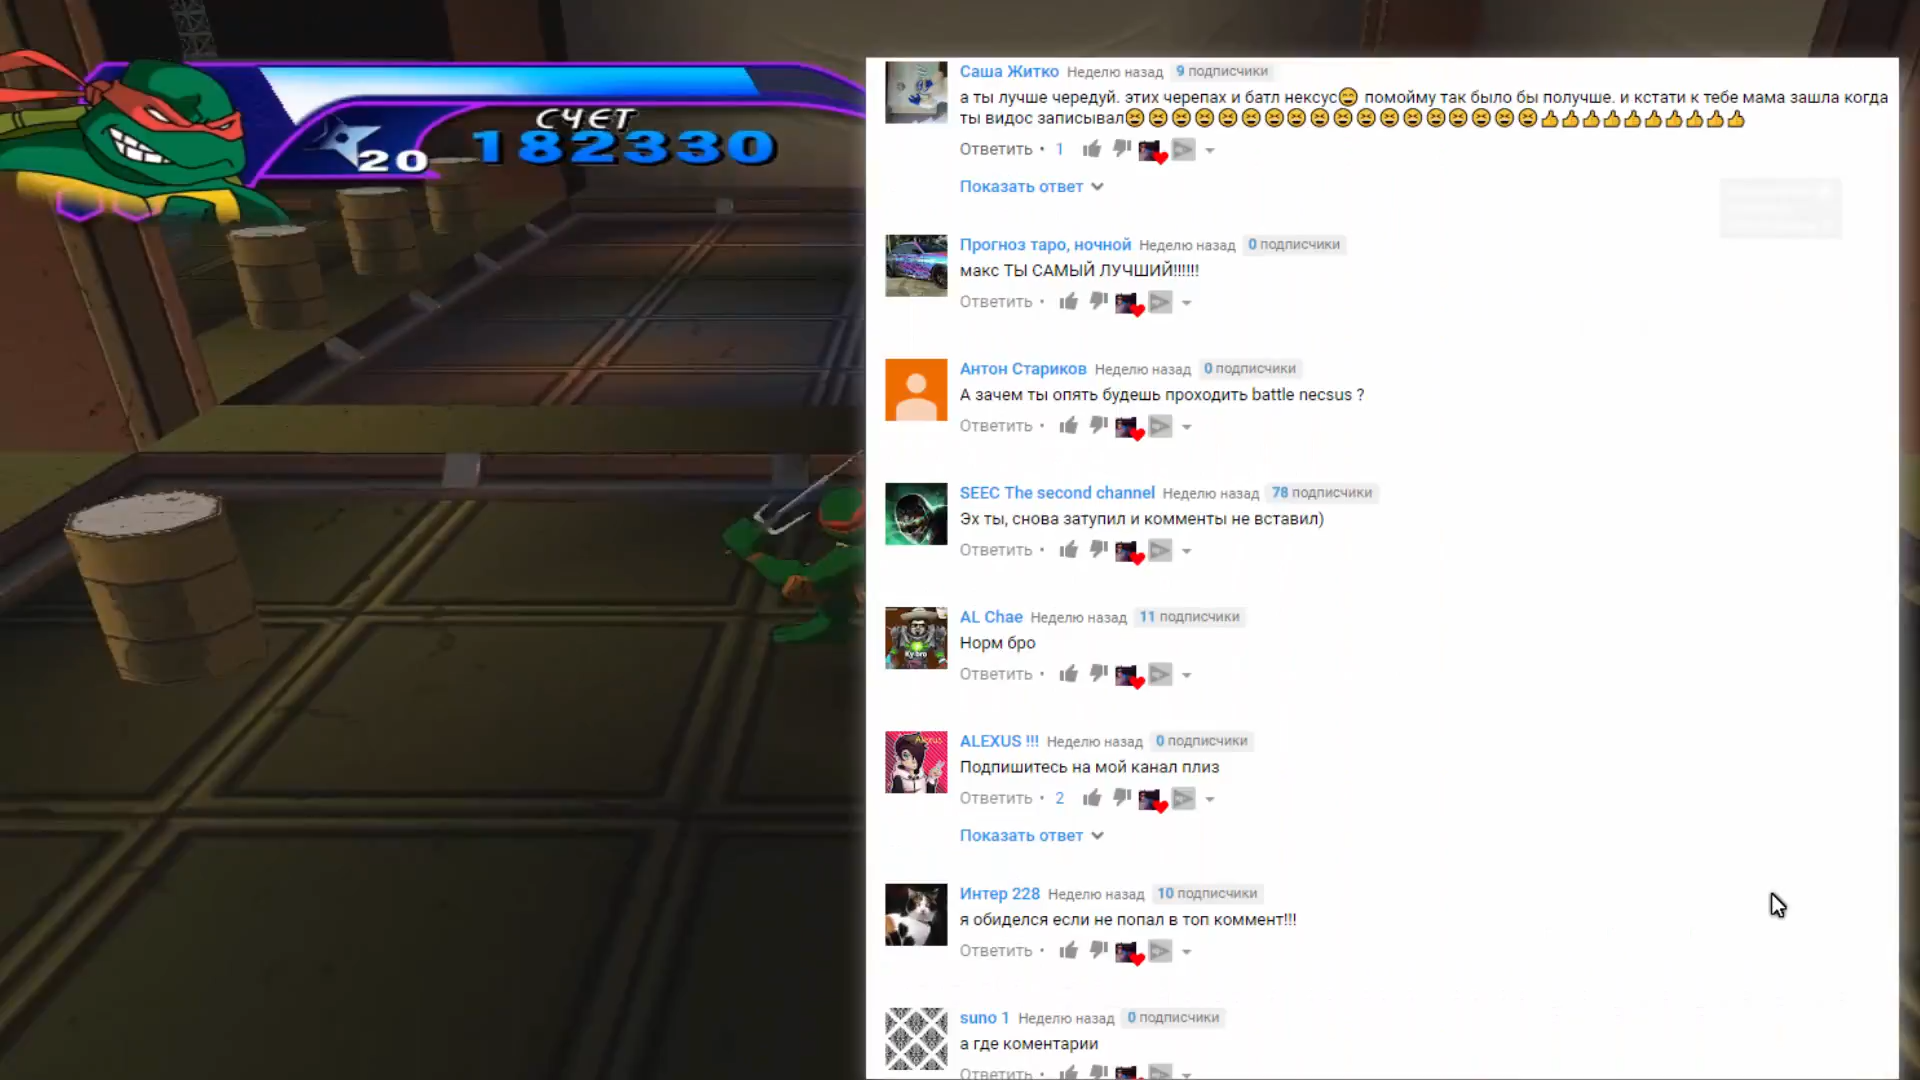 СЧЕТ
20
182330
Саша Житко Неделю назад 9 подписчики
а ты лучше чередуй. этих черепах и батл нексус😄 помойму так было бы получше. и кстати к тебе мама зашла когда
ты видос записывал😆😆😆😆😆😆😆😆😆😆😆😆😆😆😆😆😆😆👍👍👍👍👍👍👍👍👍👍
Ответить • 1
Показать ответ
Прогноз таро, ночной Неделю назад 0 подписчики
макс ТЫ САМЫЙ ЛУЧШИЙ!!!!!!
Ответить •
Антон Стариков Неделю назад 0 подписчики
А зачем ты опять будешь проходить battle necsus ?
Ответить •
SEEC The second channel Неделю назад 78 подписчики
Эх ты, снова затупил и комменты не вставил)
Ответить •
AL Chae Неделю назад 11 подписчики
Норм бро
Ответить •
ALEXUS !!! Неделю назад 0 подписчики
Подпишитесь на мой канал плиз
Ответить • 2
Показать ответ
Интер 228 Неделю назад 10 подписчики
я обиделся если не попал в топ коммент!!!
Ответить •
suno 1 Неделю назад 0 подписчики
а где коментарии
Ответить •